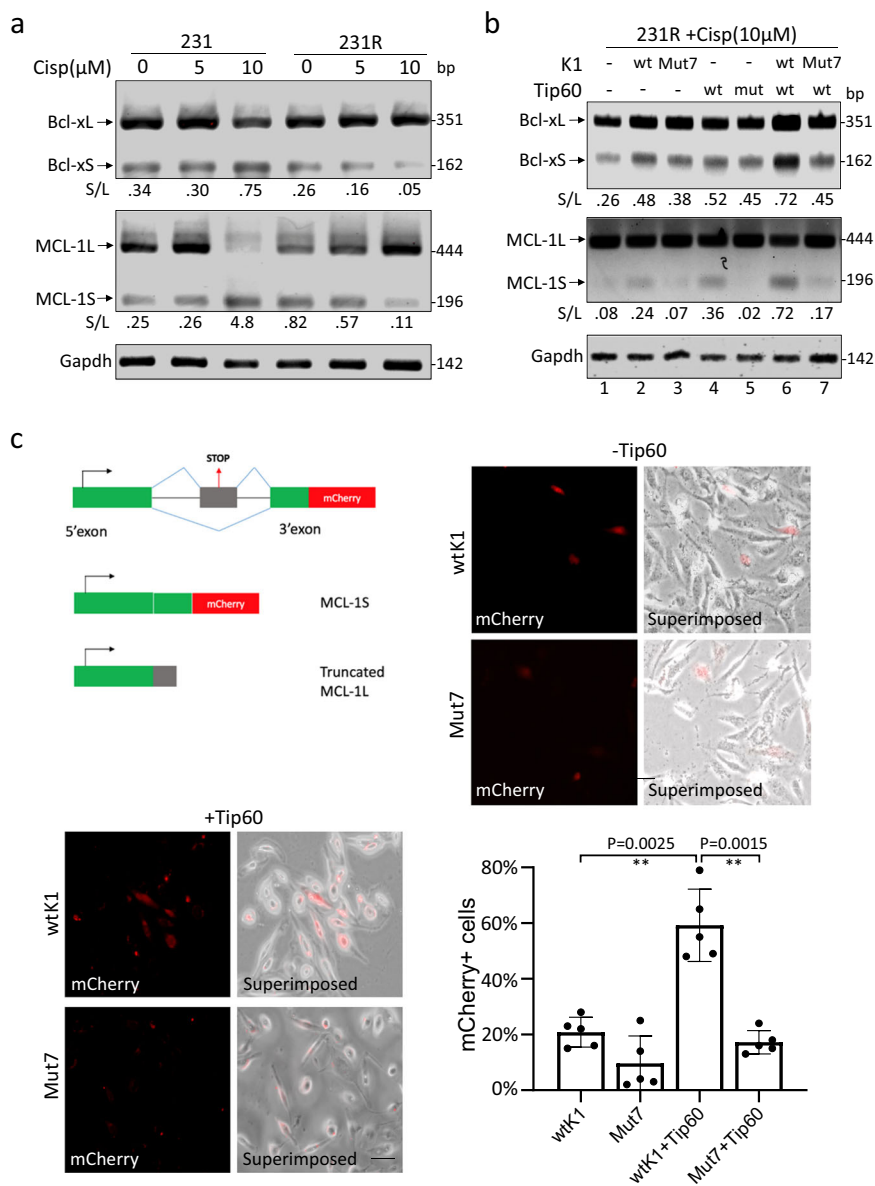 a
231 231R
Cisp(μM) 0 5 10 0 5 10 bp
Bcl-xL 351
Bcl-xS 162
S/L .34 .30 .75 .26 .16 .05
MCL-1L 444
MCL-1S 196
S/L .25 .26 4.8 .82 .57 .11
Gapdh 142
b
231R +Cisp(10μM)
K1 - wt Mut7 - - wt Mut7
Tip60 - - - wt mut wt wt bp
Bcl-xL 351
Bcl-xS 162
S/L .26 .48 .38 .52 .45 .72 .45
MCL-1L 444
MCL-1S 196
S/L .08 .24 .07 .36 .02 .72 .17
Gapdh 142
1 2 3 4 5 6 7
c
STOP
mCherry
5'exon 3'exon
mCherry MCL-1S
Truncated
MCL-1L
-Tip60
wtK1
mCherry Superimposed
Mut7
mCherry Superimposed
+Tip60
wtK1
mCherry Superimposed
Mut7
mCherry Superimposed
P=0.0025 P=0.0015
** **
mCherry+ cells
80%
60%
40%
20%
0%
wtK1 Mut7 wtK1+Tip60 Mut7+Tip60